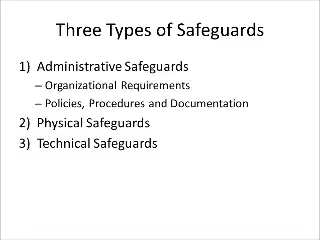 Three Types of Safeguards
1) Administrative Safeguards
– Organizational Requirements
– Policies, Procedures and Documentation
2) Physical Safeguards
3) Technical Safeguards